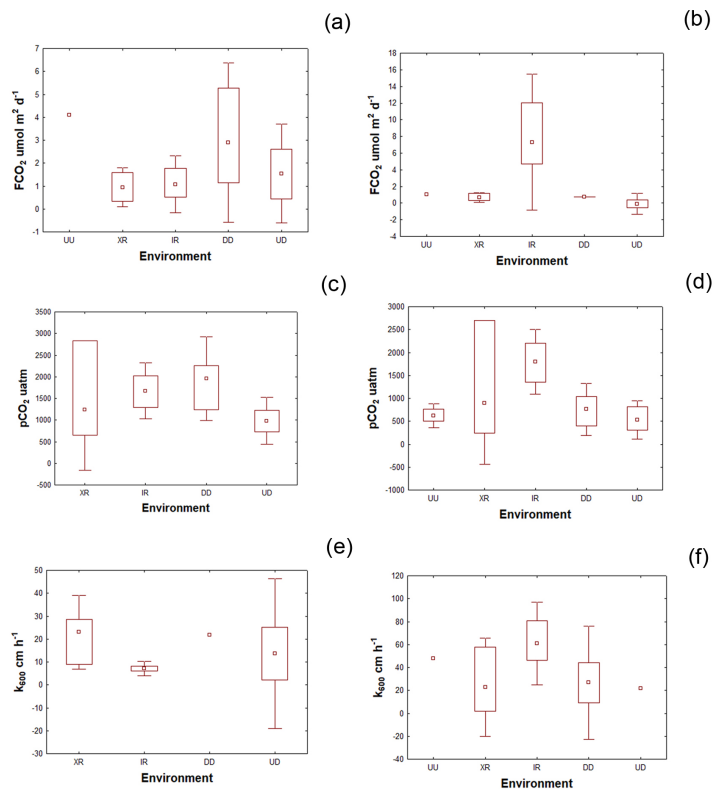 (a)
7
6
5
4
3
2
1
0
-1
FCO₂ umol m² d⁻¹
UU XR IR DD UD
Environment
(b)
18
16
14
12
10
8
6
4
2
0
-2
-4
FCO₂ umol m² d⁻¹
UU XR IR DD UD
Environment
(c)
3500
3000
2500
2000
1500
1000
500
0
-500
pCO₂ uatm
XR IR DD UD
Environment
(d)
3000
2500
2000
1500
1000
500
0
-500
-1000
pCO₂ uatm
UU XR IR DD UD
Environment
(e)
50
40
30
20
10
0
-10
-20
-30
k₆₀₀ cm h⁻¹
XR IR DD UD
Environment
(f)
120
100
80
60
40
20
0
-20
-40
k₆₀₀ cm h⁻¹
UU XR IR DD UD
Environment